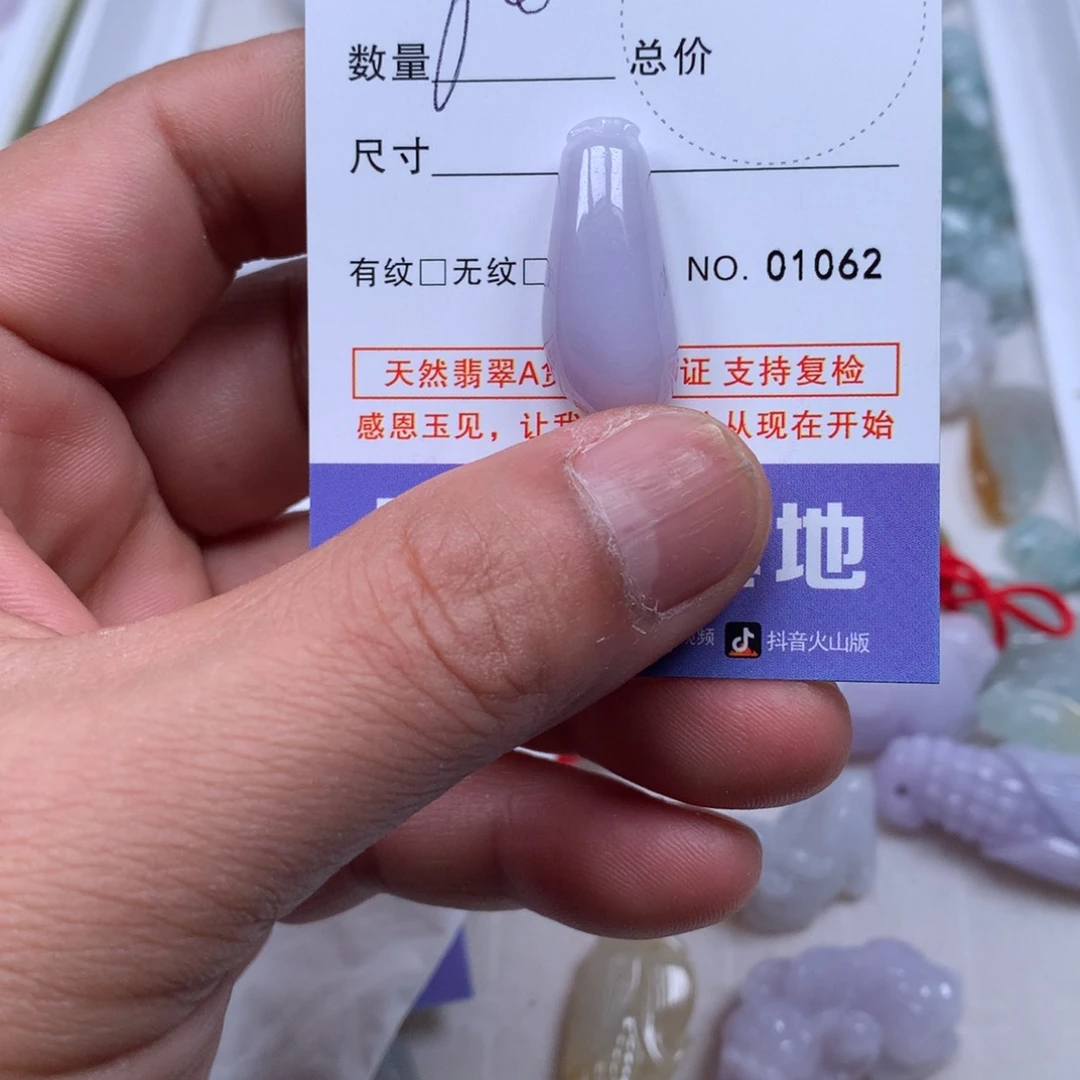 数量 总价
尺寸
有纹□无纹□ NO. 01062
天然翡翠A 证 支持复检
感恩玉见，让我 从现在开始
地
频 抖音火山版